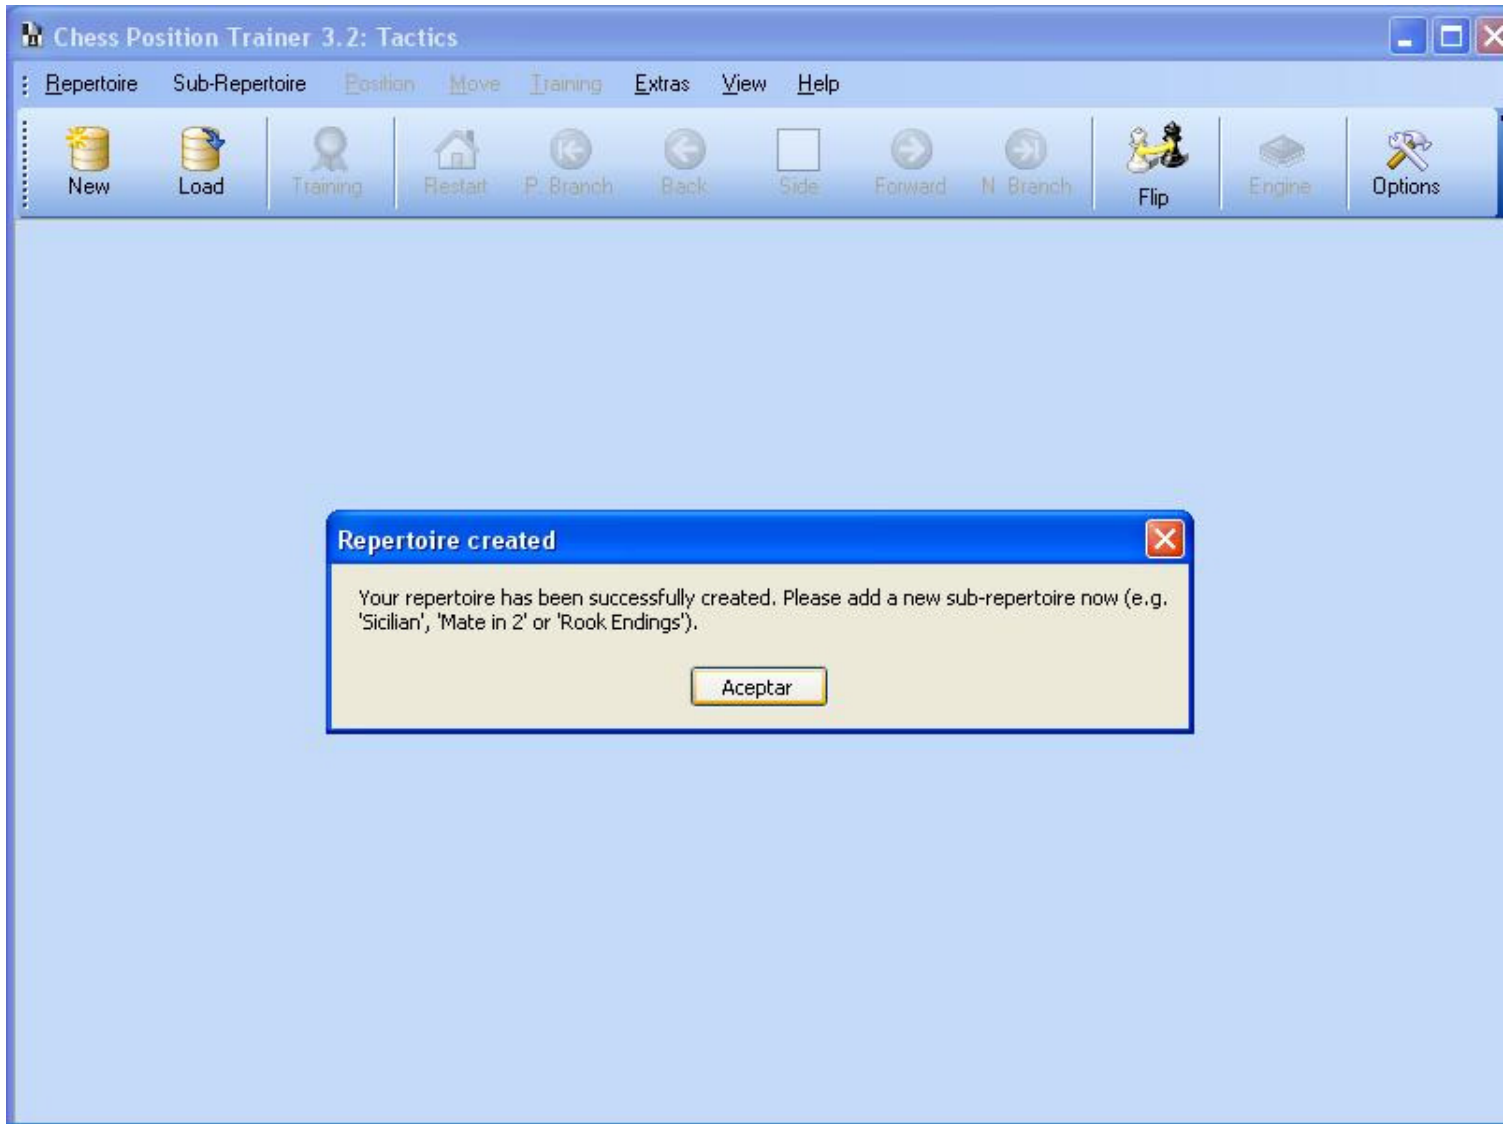 Chess Position Trainer 3.2: Tactics
Repertoire Sub-Repertoire Position Move Training Extras View Help
New Load Training Restart P. Branch Back Side Forward N. Branch Flip Engine Options
Repertoire created
Your repertoire has been successfully created. Please add a new sub-repertoire now (e.g.
'Sicilian', 'Mate in 2' or 'Rook Endings').
Aceptar